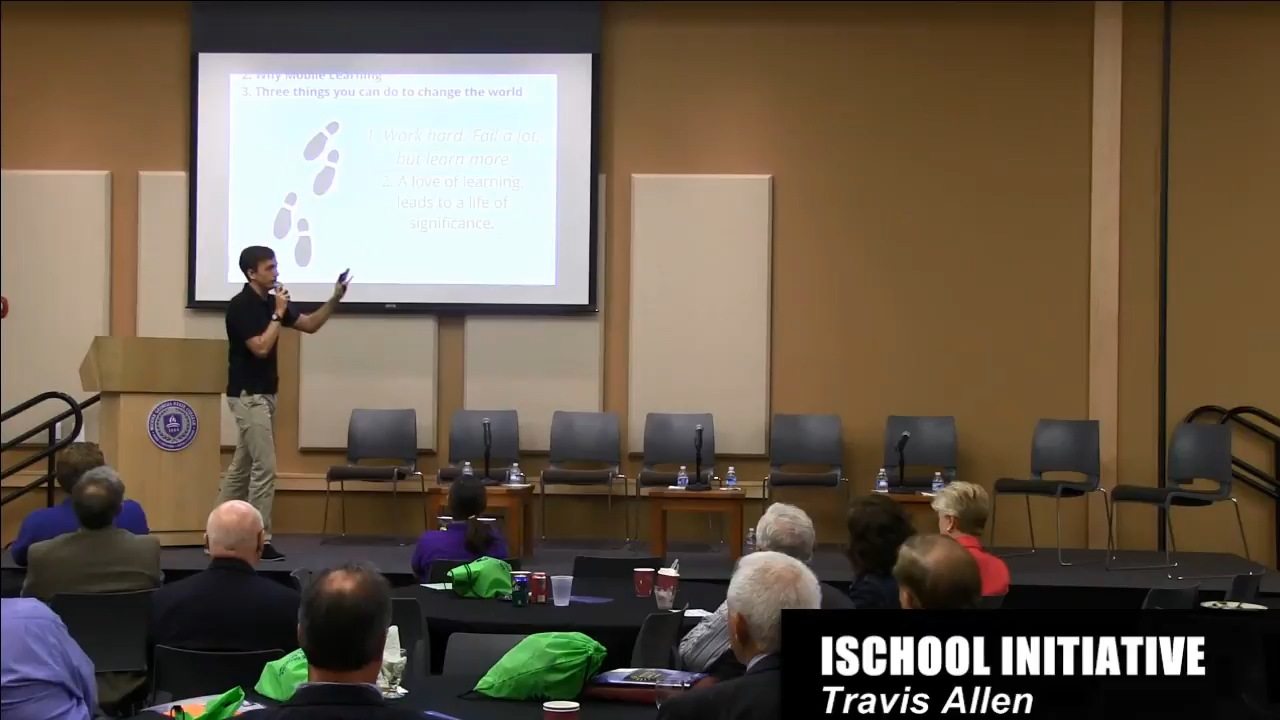 2. Why Mobile Learning
3. Three things you can do to change the world
1. Work hard. Fail a lot,
but learn more
2. A love of learning,
leads to a life of
significance.
ISCHOOL INITIATIVE
Travis Allen